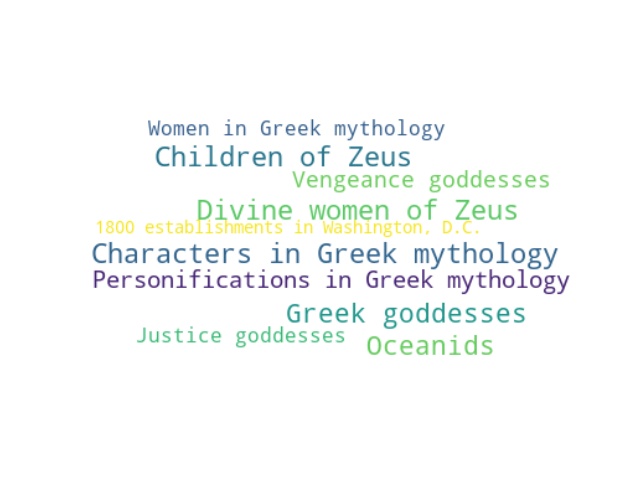 Women in Greek mythology
Children of Zeus
Vengeance goddesses
Divine women of Zeus
1800 establishments in Washington, D.C.
Characters in Greek mythology
Personifications in Greek mythology
Greek goddesses
Justice goddesses
Oceanids